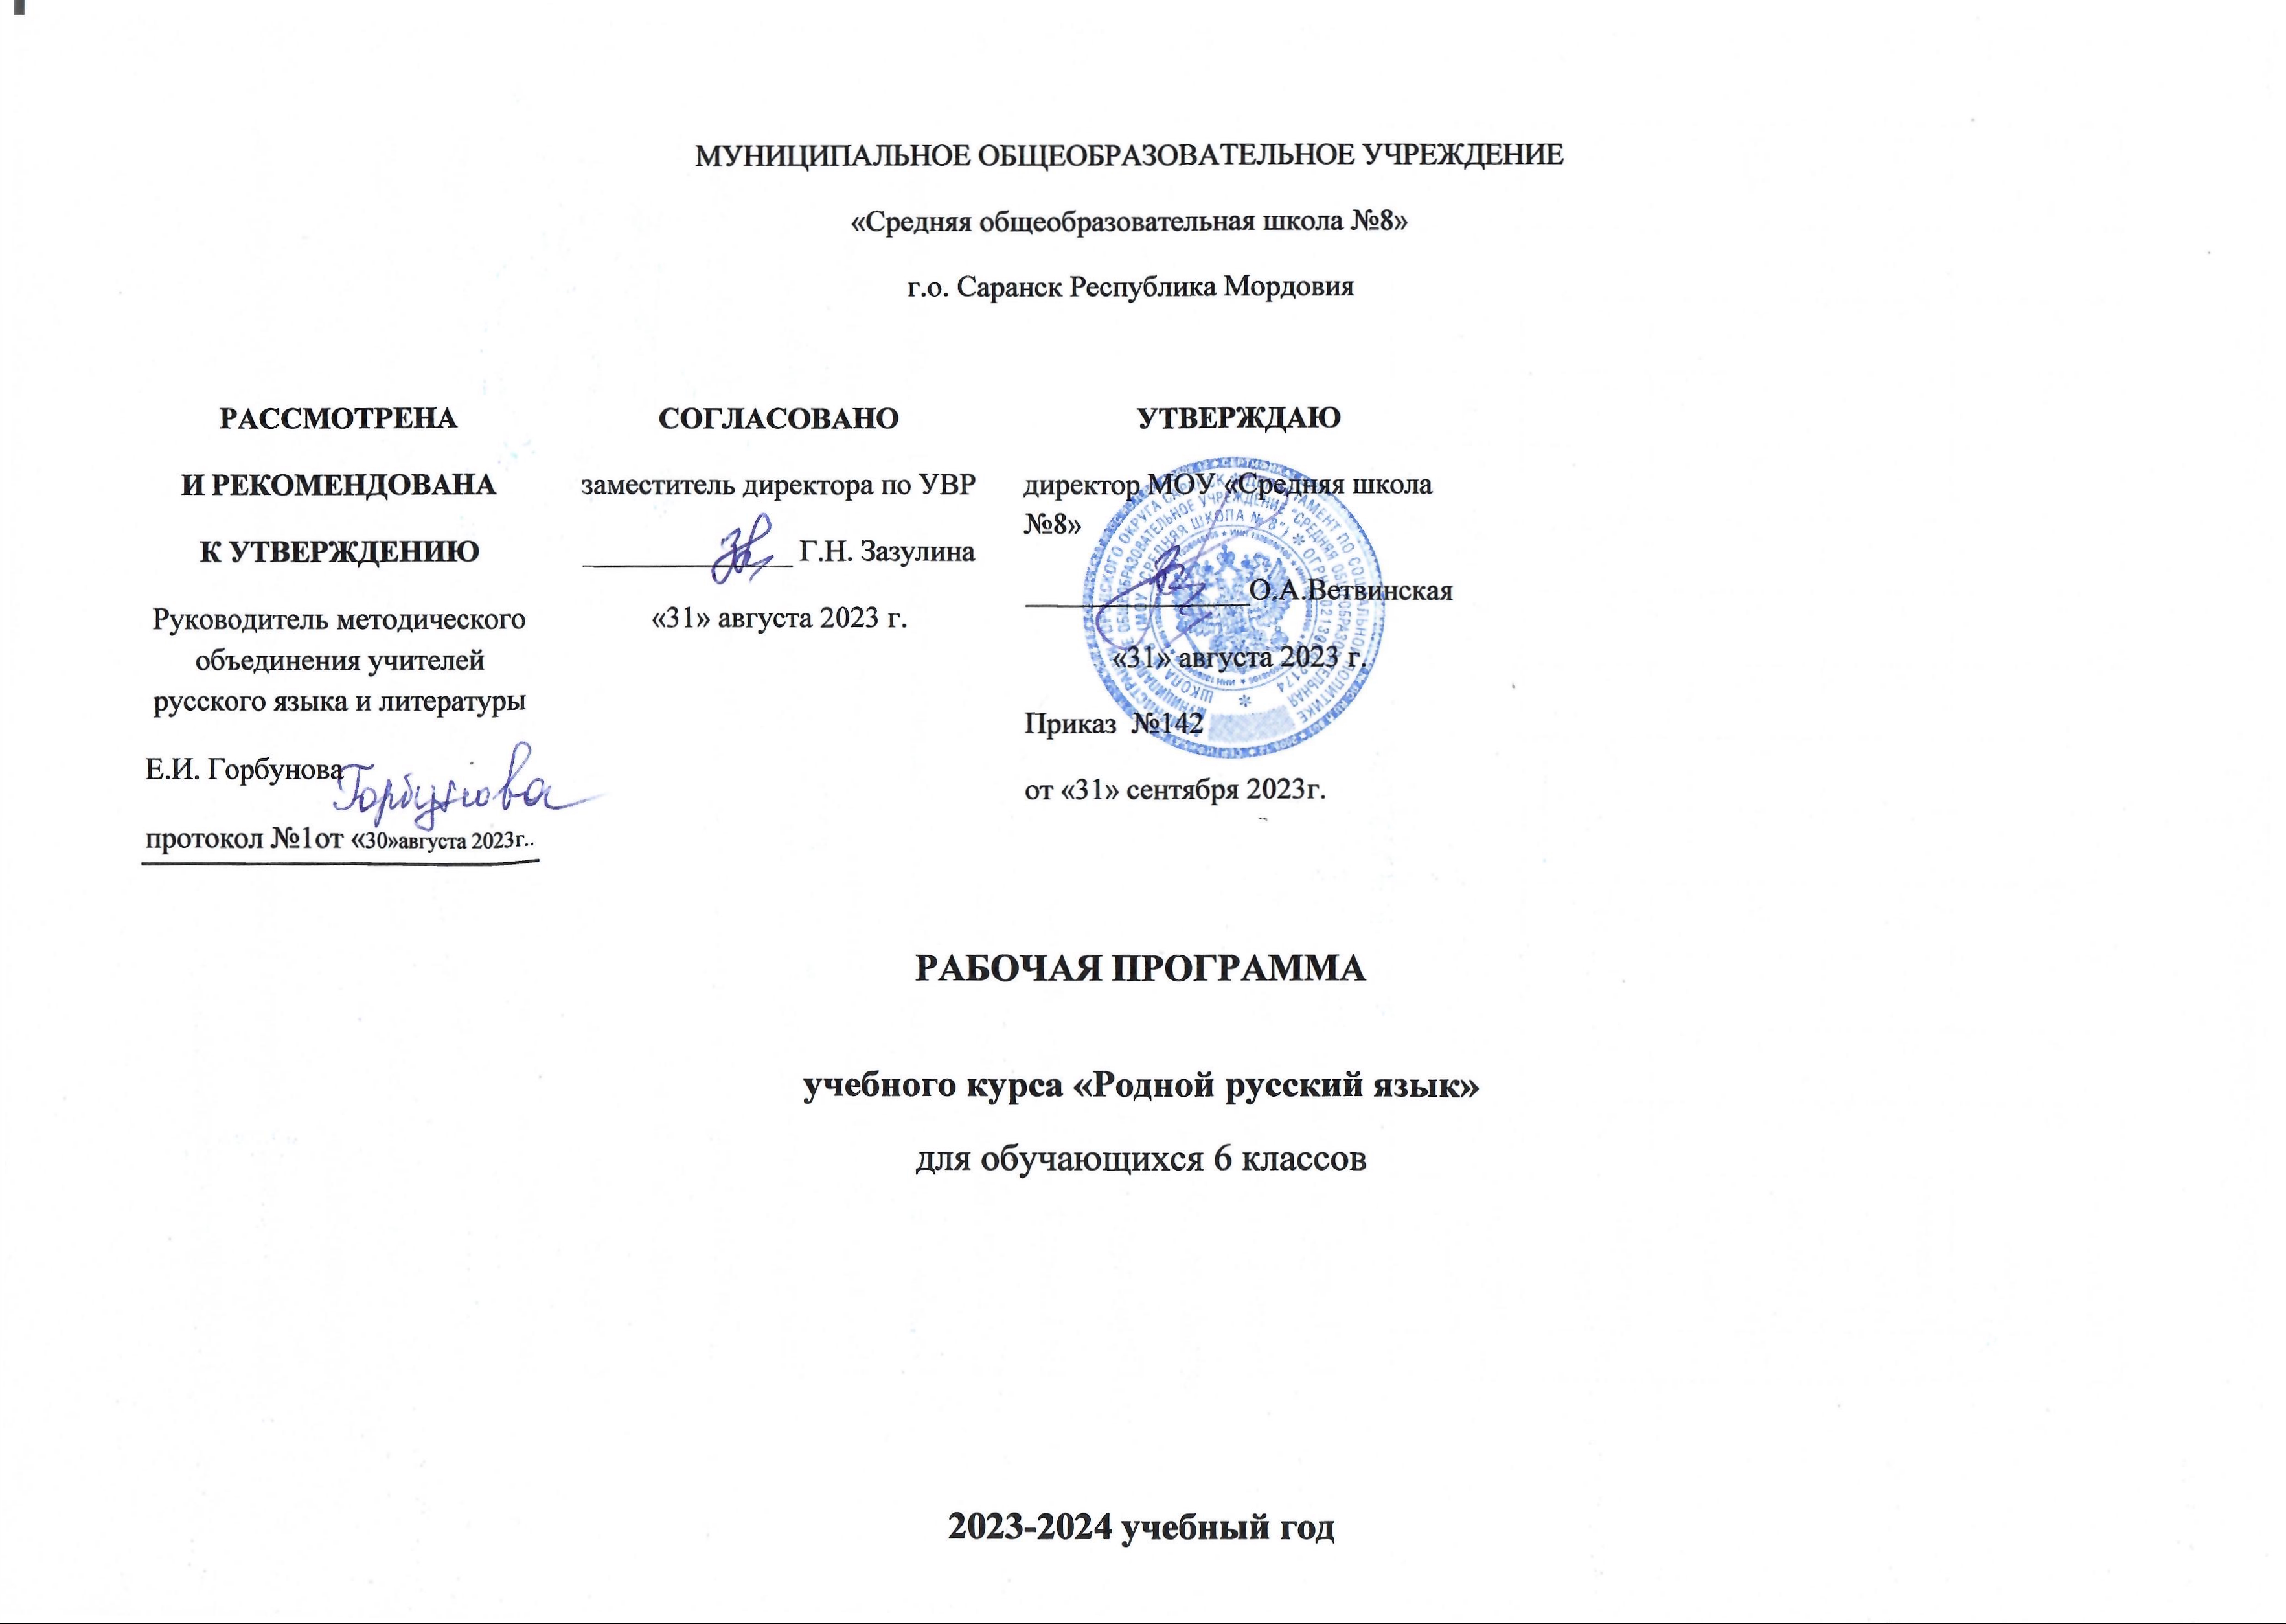 МУНИЦИПАЛЬНОЕ ОБЩЕОБРАЗОВАТЕЛЬНОЕ УЧРЕЖДЕНИЕ
«Средняя общеобразовательная школа №8»
г.о. Саранск Республика Мордовия
РАССМОТРЕНА
И РЕКОМЕНДОВАНА
К УТВЕРЖДЕНИЮ
Руководитель методического
объединения учителей
русского языка и литературы
Е.И. Горбунова
Горбунова
протокол №1от «30»августа 2023г..
СОГЛАСОВАНО
заместитель директора по УВР
Г.Н. Зазулина
«31» августа 2023 г.
УТВЕРЖДАЮ
директор МОУ «Средняя школа
№8»
О.А.Ветвинская
«31» августа 2023 г.
Приказ №142
от «31» сентября 2023г.
РАБОЧАЯ ПРОГРАММА
учебного курса «Родной русский язык»
для обучающихся 6 классов
2023-2024 учебный год